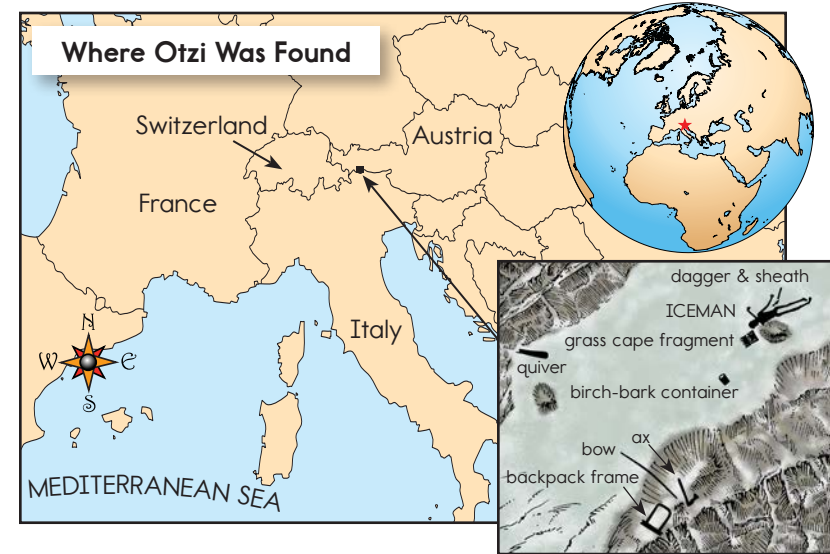 Where Otzi Was Found
Switzerland
Austria
France
Italy
N
W
E
S
MEDITERRANEAN SEA
dagger & sheath
ICEMAN
grass cape fragment
quiver
birch-bark container
ax
bow
backpack frame